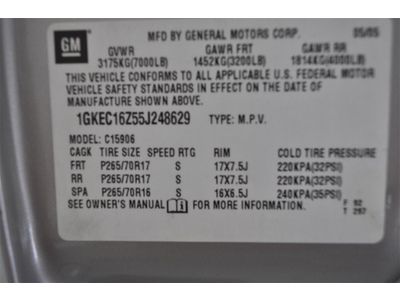 GM
MFD BY GENERAL MOTORS CORP. 05/05
GVWR GAWR FRT GAWR RR
3175KG(7000LB) 1452KG(3200LB) 1814KG(4000LB)
THIS VEHICLE CONFORMS TO ALL APPLICABLE U.S. FEDERAL MOTOR
VEHICLE SAFETY STANDARDS IN EFFECT ON THE DATE OF
MANUFACTURE SHOWN ABOVE.
1GKEC16Z55J248629 TYPE: M.P.V.
MODEL: C15906
CAGK TIRE SIZE SPEED RTG RIM COLD TIRE PRESSURE
FRT P265/70R17 S 17X7.5J 220KPA(32PSI)
RR P265/70R17 S 17X7.5J 220KPA(32PSI)
SPA P265/70R16 S 16X6.5J 240KPA(35PSI)
SEE OWNER'S MANUAL FOR MORE INFORMATION. F 92
T 297